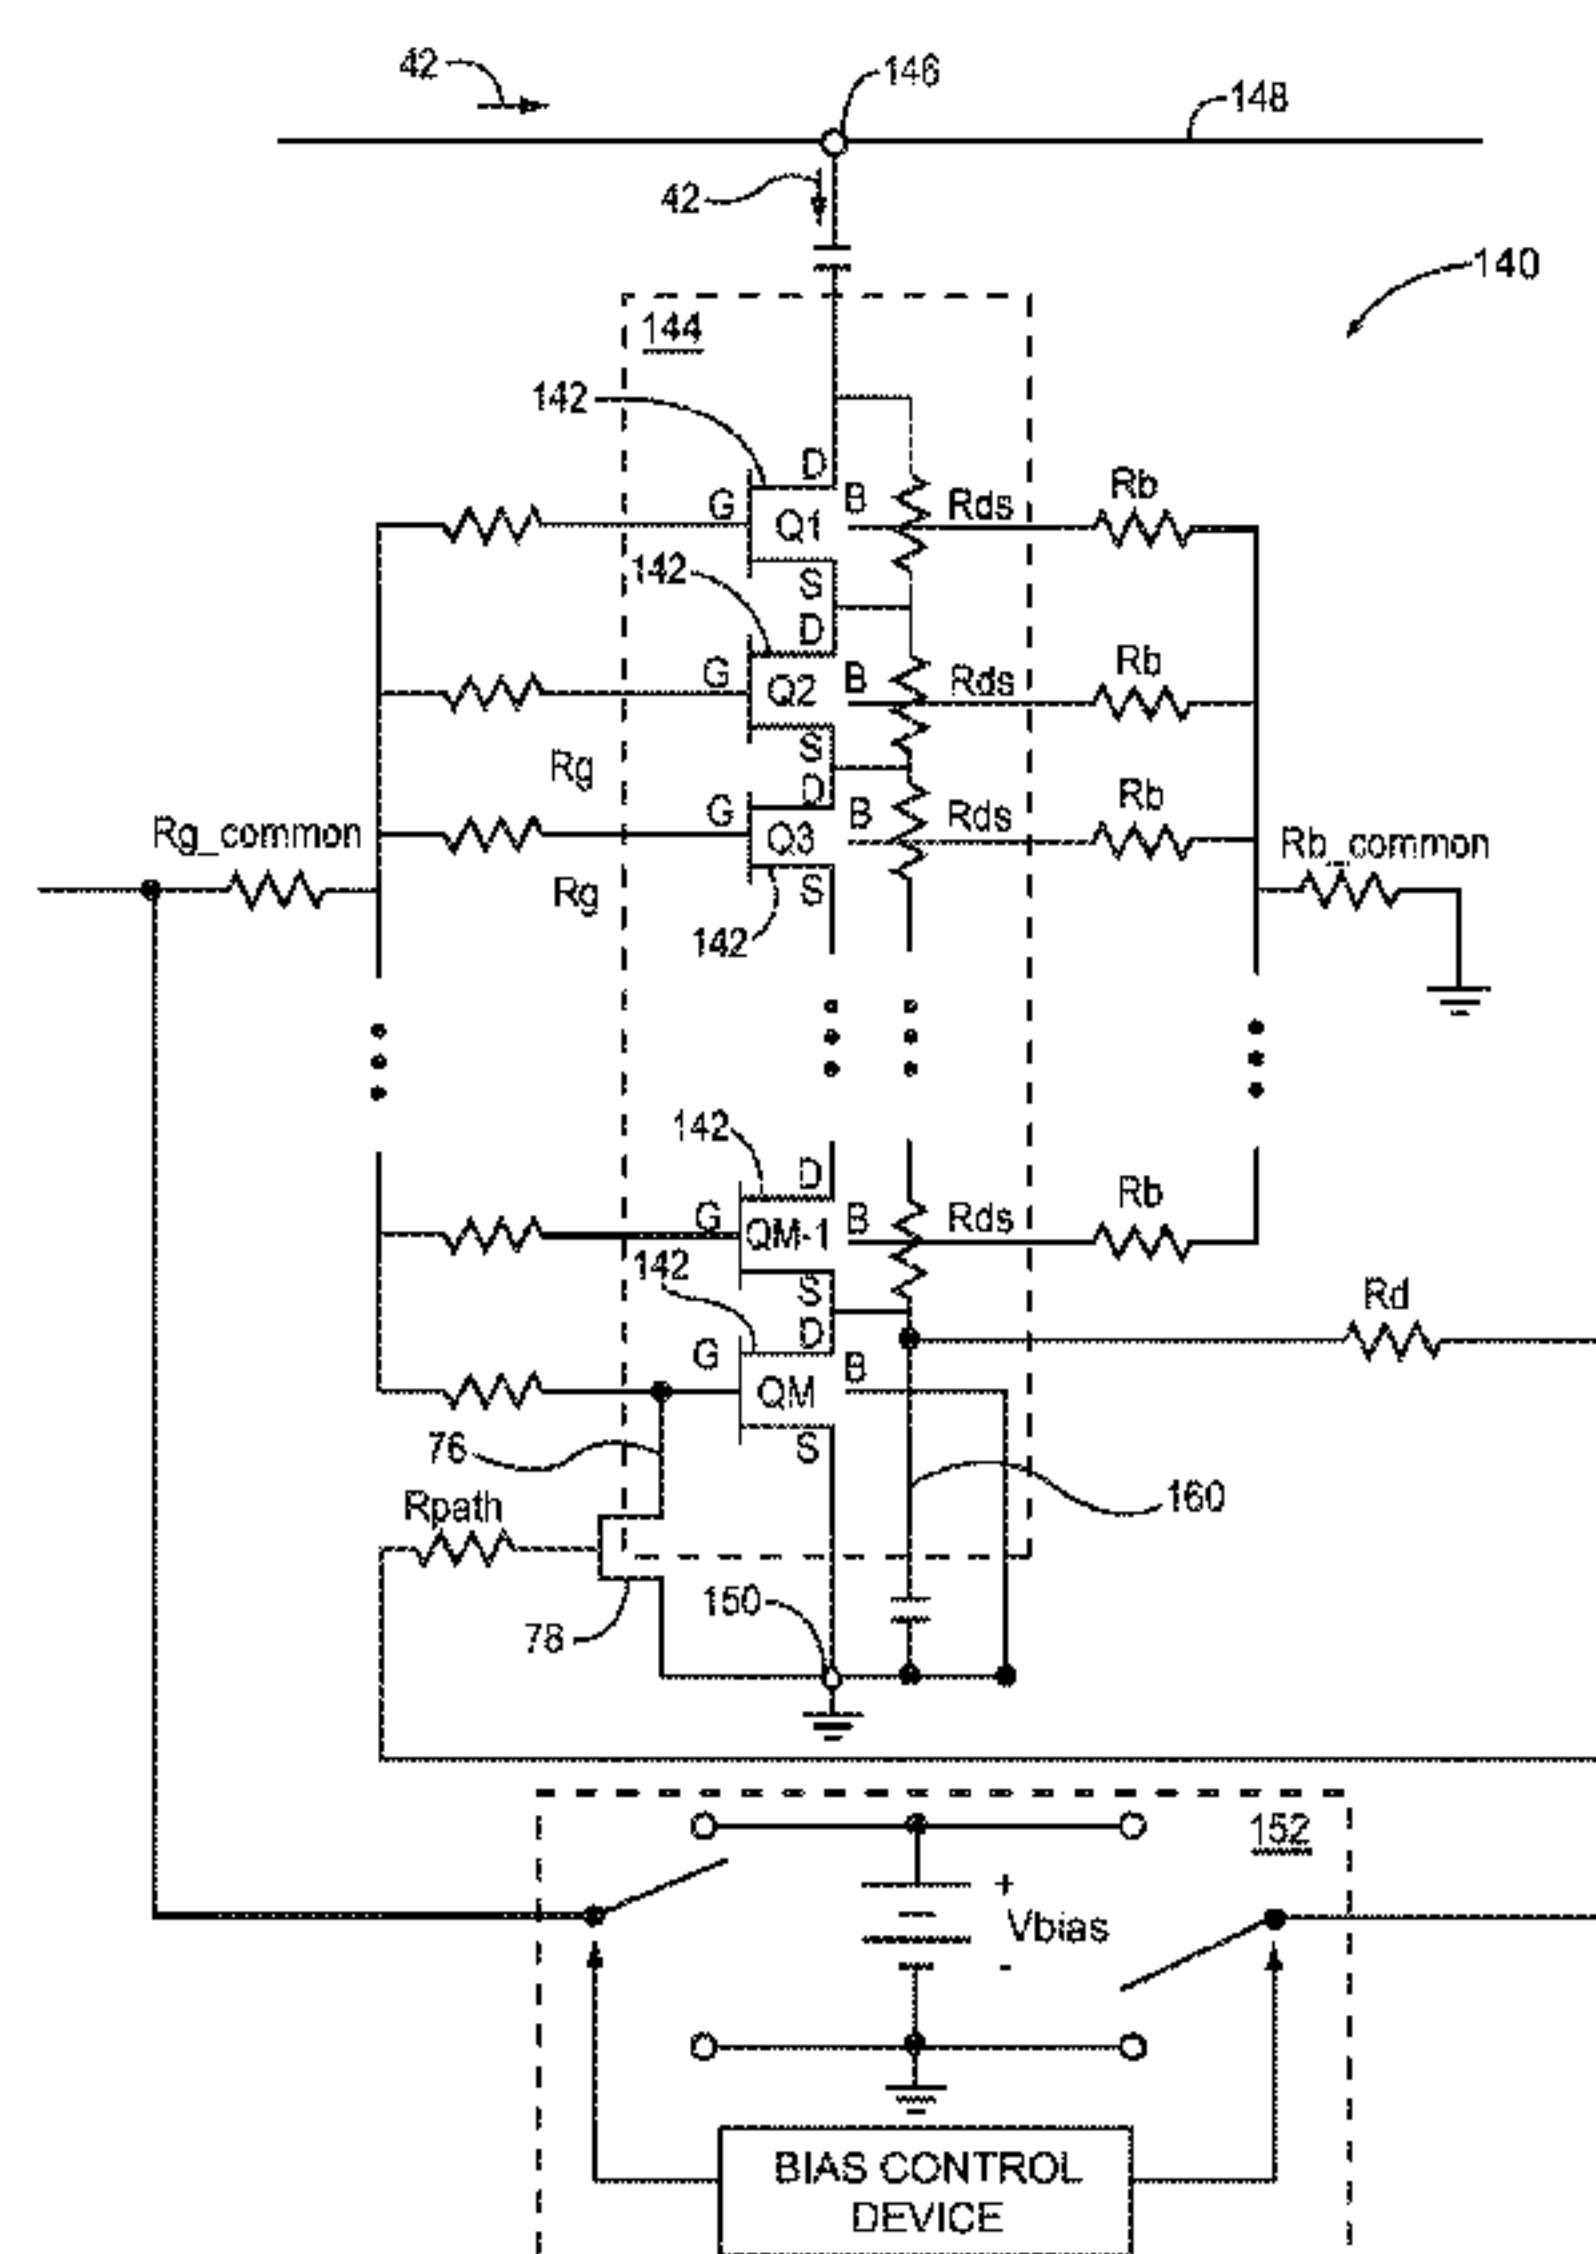 42
146
148
42
140
144
142
D
G
Q1
B
Rds
Rb
S
142
D
G
Q2
B
Rds
Rb
S
Rg
D
G
Q3
B
Rds
Rb
Rg_common
Rb_common
Rg
S
142
142
D
G
QM-1
B
Rds
Rb
142
S
Rd
D
G
QM
B
S
76
160
Rpath
150
78
152
+
Vbias
-
BIAS CONTROL
DEVICE